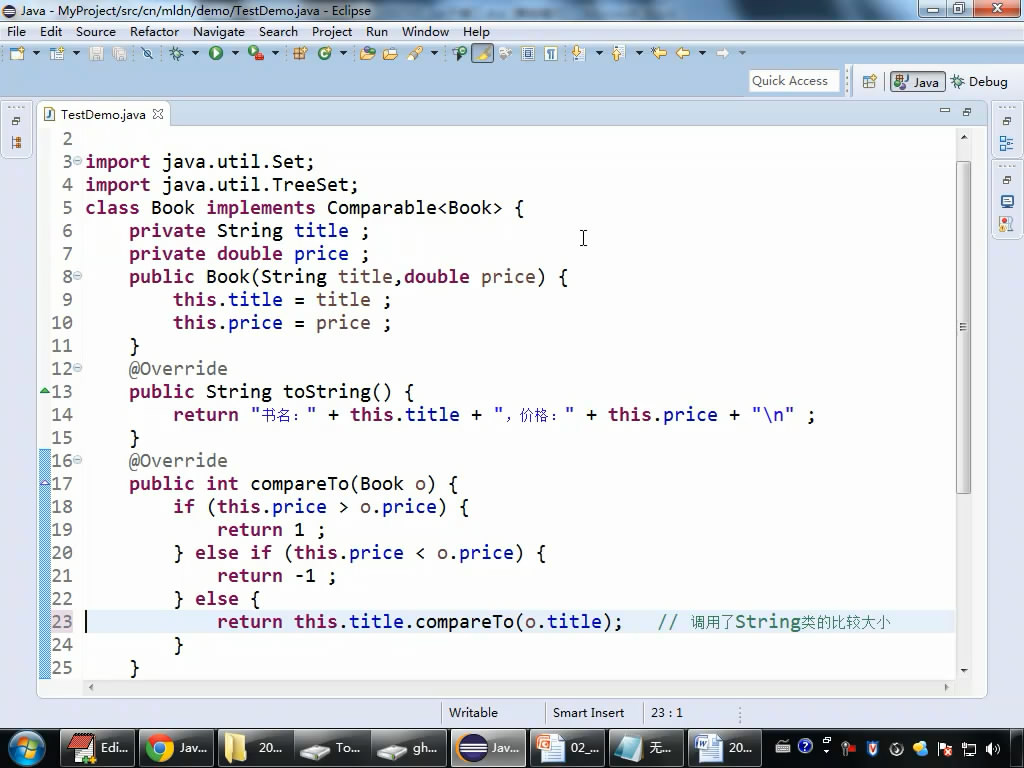 Java - MyProject/src/cn/mldn/demo/TestDemo.java - Eclipse
File Edit Source Refactor Navigate Search Project Run Window Help
Quick Access
Java
Debug
TestDemo.java
2
3 import java.util.Set;
4 import java.util.TreeSet;
5 class Book implements Comparable<Book> {
6 private String title ;
7 private double price ;
8 public Book(String title,double price) {
9 this.title = title ;
10 this.price = price ;
11 }
12 @Override
13 public String toString() {
14 return "书名：" + this.title + "，价格：" + this.price + "\n" ;
15 }
16 @Override
17 public int compareTo(Book o) {
18 if (this.price > o.price) {
19 return 1 ;
20 } else if (this.price < o.price) {
21 return -1 ;
22 } else {
23 return this.title.compareTo(o.title); // 调用了String类的比较大小
24 }
25 }
Writable Smart Insert 23 : 1
Edi... Jav... 20... To... gh... Jav... 02_... 无... 20...